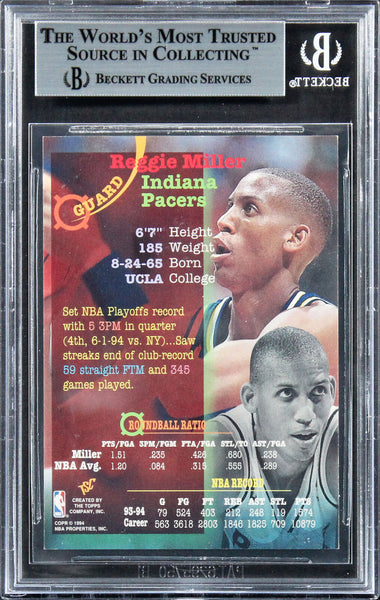 THE WORLD'S MOST TRUSTED
SOURCE IN COLLECTING™
B BECKETT GRADING SERVICES
B
BECKETT
GUARD
Reggie Miller
Indiana
Pacers
6'7" Height
185 Weight
8-24-65 Born
UCLA College
Set NBA Playoffs record
with 5 3PM in quarter
(4th, 6-1-94 vs. NY)...Saw
streaks end of club-record
59 straight FTM and 345
games played.
ROUNDBALL RATIO
PTS/FGA 3PM/FGM FTA/FGA STL/TO AST/FGA
Miller 1.51 .235 .426 .680 .238
NBA Avg. 1.20 .084 .315 .555 .289
NBA RECORD
G FG FT REB AST STL PTS
93-94 79 524 403 212 248 119 1574
Career 563 3618 2803 1846 1825 709 10879
TSC
CREATED BY
THE TOPPS
COMPANY, INC.
COPR © 1994
NBA PROPERTIES, INC.